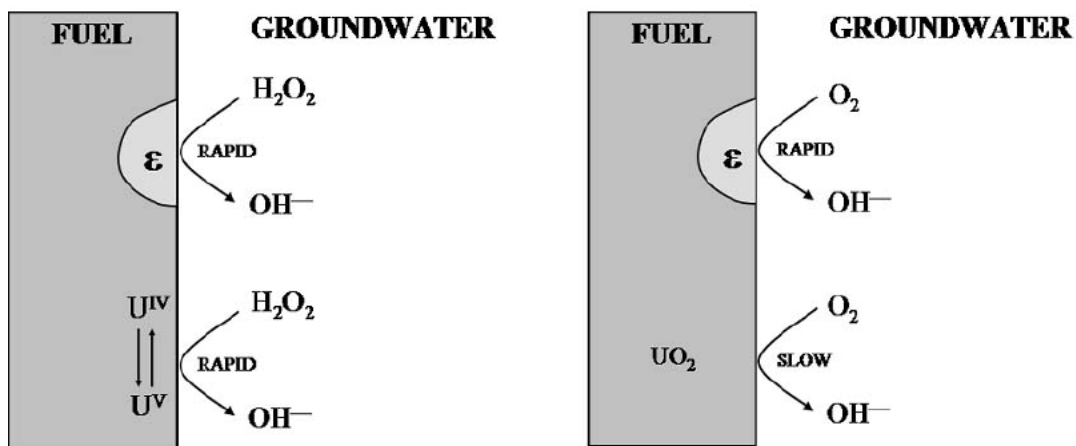 FUEL GROUNDWATER
H₂O₂
ε RAPID
OH⁻
H₂O₂
Uᴵⱽ
RAPID
Uⱽ
OH⁻
FUEL GROUNDWATER
O₂
ε RAPID
OH⁻
O₂
UO₂ SLOW
OH⁻